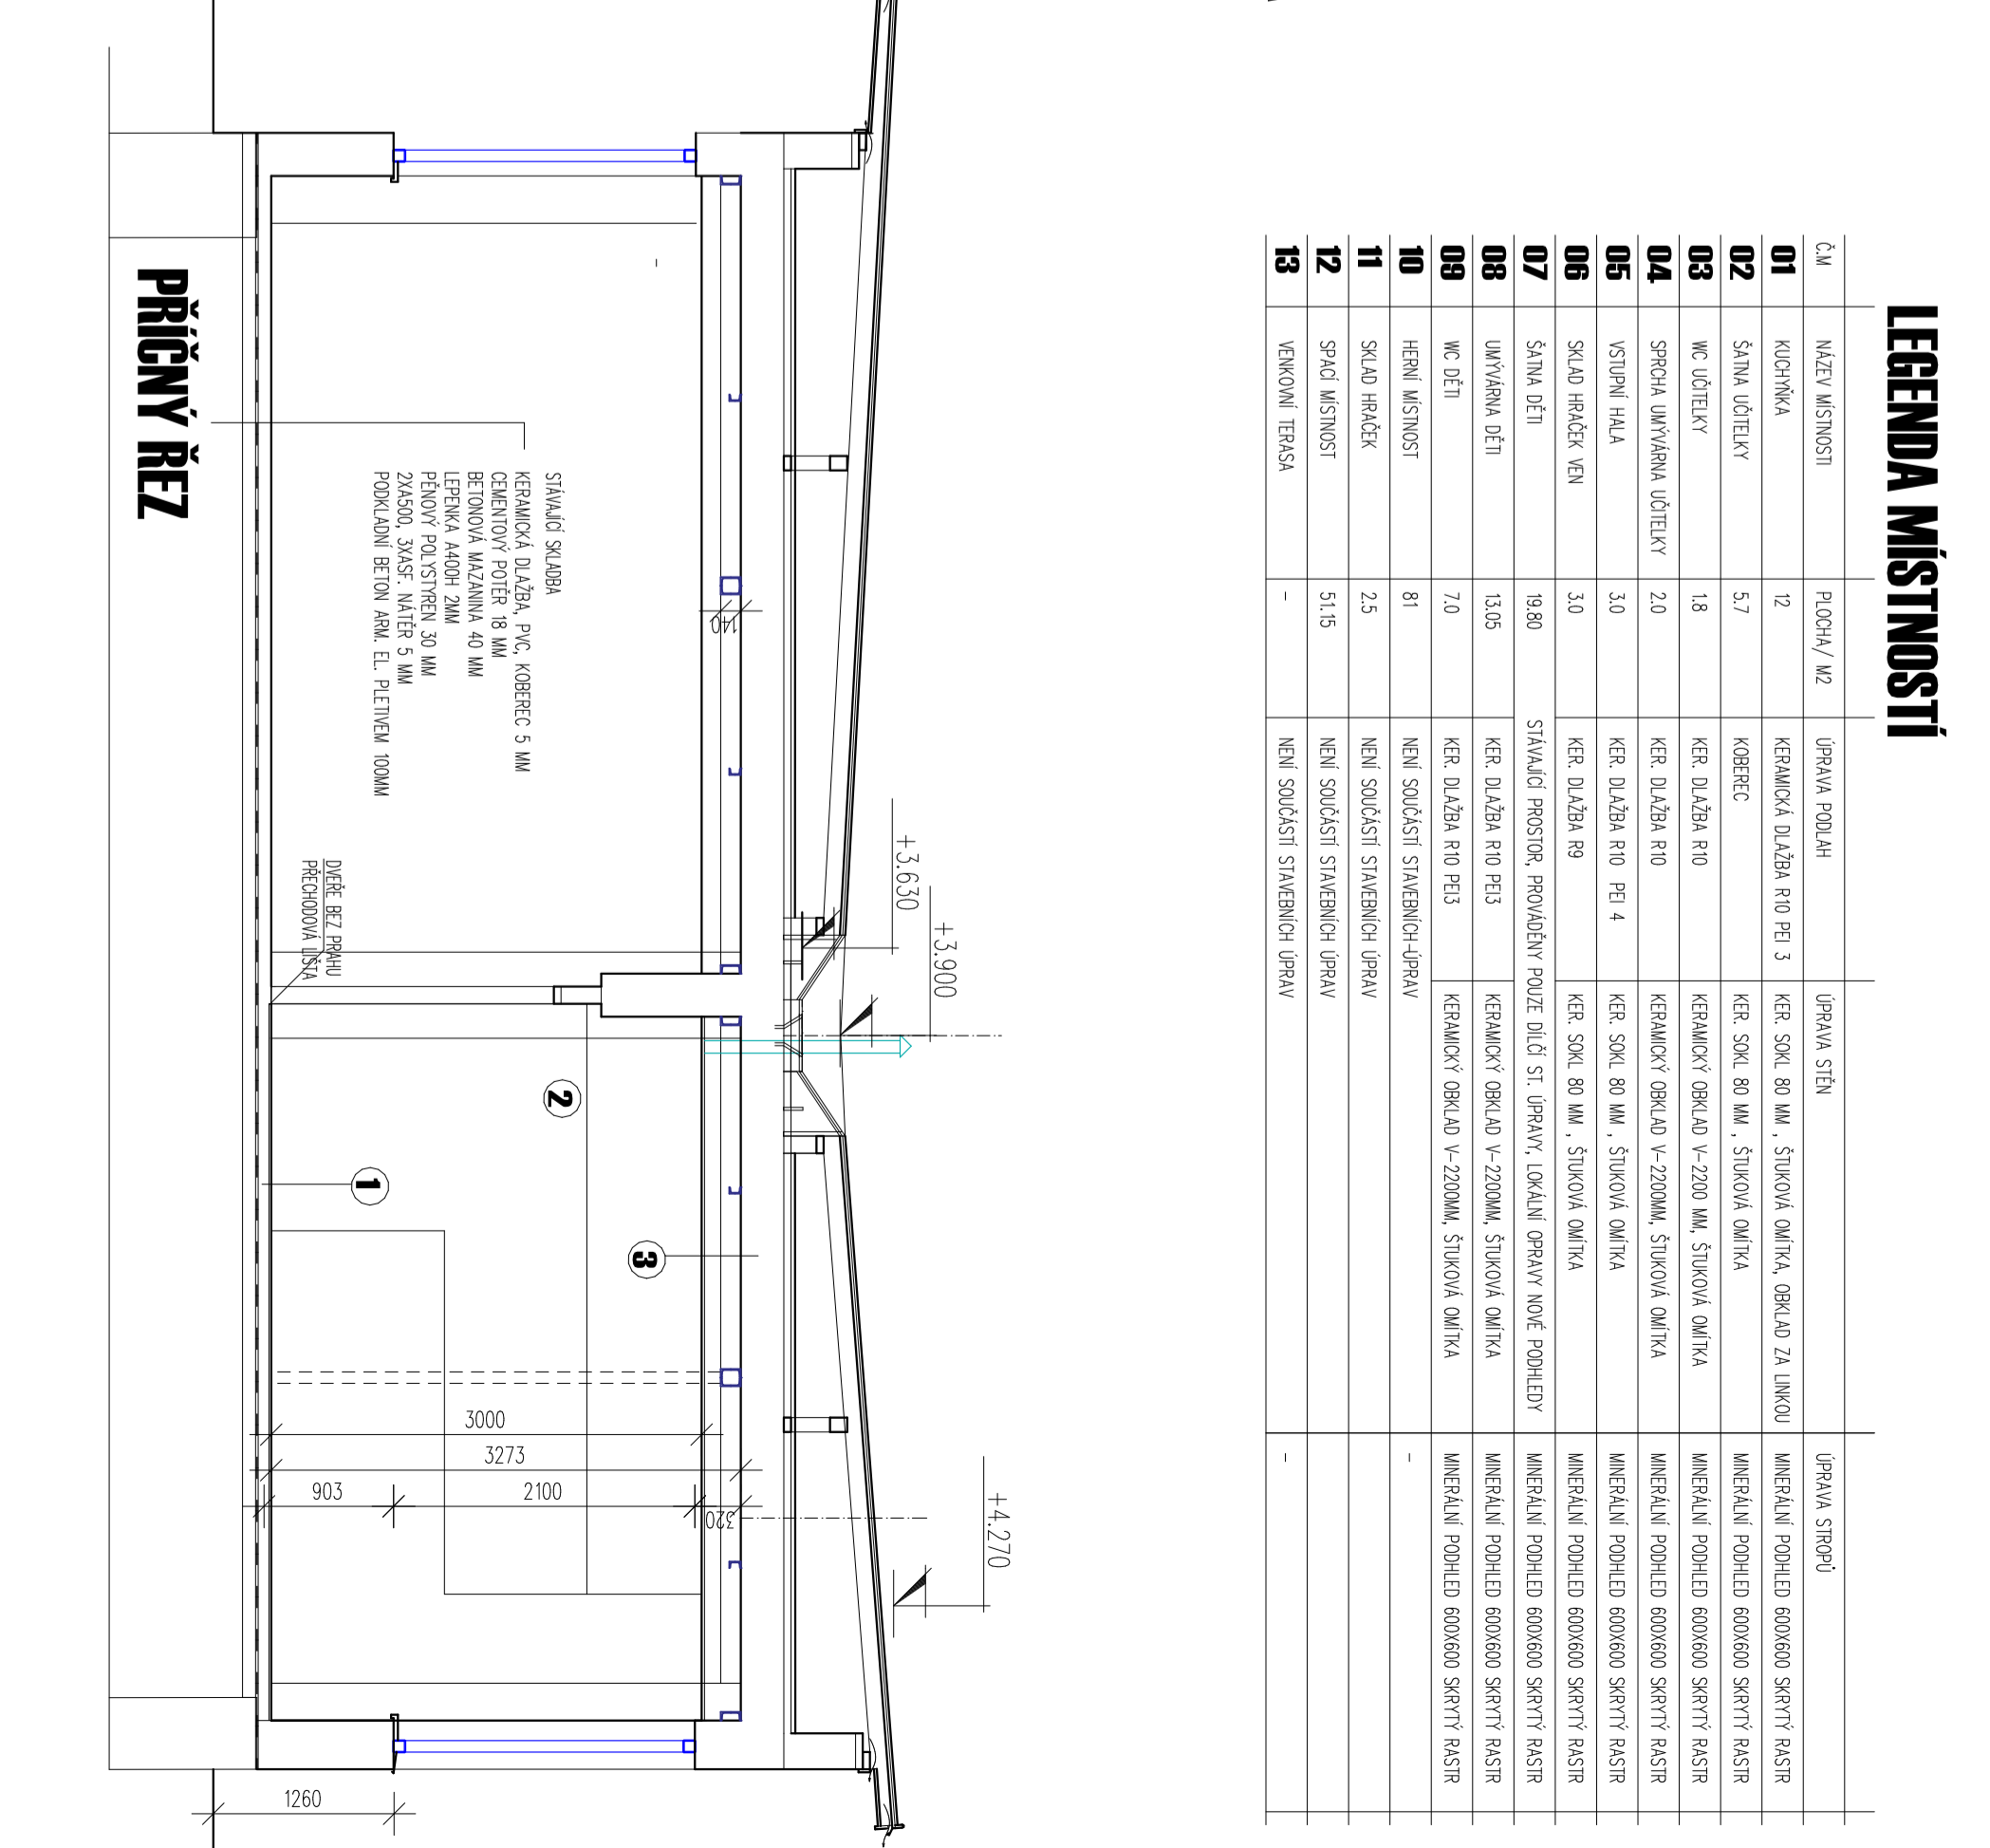 LEGENDA MÍSTNOSTÍ
Č.M NÁZEV MÍSTNOSTI PLOCHA/ M2 ÚPRAVA PODLAH ÚPRAVA STĚN ÚPRAVA STROPŮ
01 KUCHYŇKA 12 KERAMICKÁ DLAŽBA R10 PEI 3 KER. SOKL 80 MM , ŠTUKOVÁ OMÍTKA, OBKLAD ZA LINKOU MINERÁLNÍ PODHLED 600X600 SKRYTÝ RASTR
02 ŠATNA UČITELKY 5.7 KOBEREC KER. SOKL 80 MM , ŠTUKOVÁ OMÍTKA MINERÁLNÍ PODHLED 600X600 SKRYTÝ RASTR
03 WC UČITELKY 1.8 KER. DLAŽBA R10 KERAMICKÝ OBKLAD V-2200 MM, ŠTUKOVÁ OMÍTKA MINERÁLNÍ PODHLED 600X600 SKRYTÝ RASTR
04 SPRCHA UMÝVÁRNA UČITELKY 2.0 KER. DLAŽBA R10 KERAMICKÝ OBKLAD V-2200MM, ŠTUKOVÁ OMÍTKA MINERÁLNÍ PODHLED 600X600 SKRYTÝ RASTR
05 VSTUPNÍ HALA 3.0 KER. DLAŽBA R10 PEI 4 KER. SOKL 80 MM , ŠTUKOVÁ OMÍTKA MINERÁLNÍ PODHLED 600X600 SKRYTÝ RASTR
06 SKLAD HRAČEK VEN 3.0 KER. DLAŽBA R9 KER. SOKL 80 MM , ŠTUKOVÁ OMÍTKA MINERÁLNÍ PODHLED 600X600 SKRYTÝ RASTR
07 ŠATNA DĚTI 19.80 STÁVAJÍCÍ PROSTOR, PROVÁDĚNY POUZE DÍLČÍ ST. ÚPRAVY, LOKÁLNÍ OPRAVY NOVÉ PODHLEDY MINERÁLNÍ PODHLED 600X600 SKRYTÝ RASTR
08 UMÝVÁRNA DĚTI 13.05 KER. DLAŽBA R10 PEI3 KERAMICKÝ OBKLAD V-2200MM, ŠTUKOVÁ OMÍTKA MINERÁLNÍ PODHLED 600X600 SKRYTÝ RASTR
09 WC DĚTI 7.0 KER. DLAŽBA R10 PEI3 KERAMICKÝ OBKLAD V-2200MM, ŠTUKOVÁ OMÍTKA MINERÁLNÍ PODHLED 600X600 SKRYTÝ RASTR
10 HERNÍ MÍSTNOST 81 NENÍ SOUČÁSTÍ STAVEBNÍCH-ÚPRAV -
11 SKLAD HRAČEK 2.5 NENÍ SOUČÁSTÍ STAVEBNÍCH ÚPRAV
12 SPACÍ MÍSTNOST 51.15 NENÍ SOUČÁSTÍ STAVEBNÍCH ÚPRAV
13 VENKOVNÍ TERASA - NENÍ SOUČÁSTÍ STAVEBNÍCH ÚPRAV -
+4.270
+3.900
+3.630
140
320
3
2
1
STÁVAJÍCÍ SKLADBA
KERAMICKÁ DLAŽBA, PVC, KOBEREC 5 MM
CEMENTOVÝ POTĚR 18 MM
BETONOVÁ MAZANINA 40 MM
LEPENKA A400H 2MM
PĚNOVÝ POLYSTYREN 30 MM
2XA500, 3XASF. NÁTĚR 5 MM
PODKLADNÍ BETON ARM. EL. PLETIVEM 100MM
DVEŘE BEZ PRAHU
PŘECHODOVÁ LIŠTA
3000
3273
903
2100
1260
PŘÍČNÝ ŘEZ